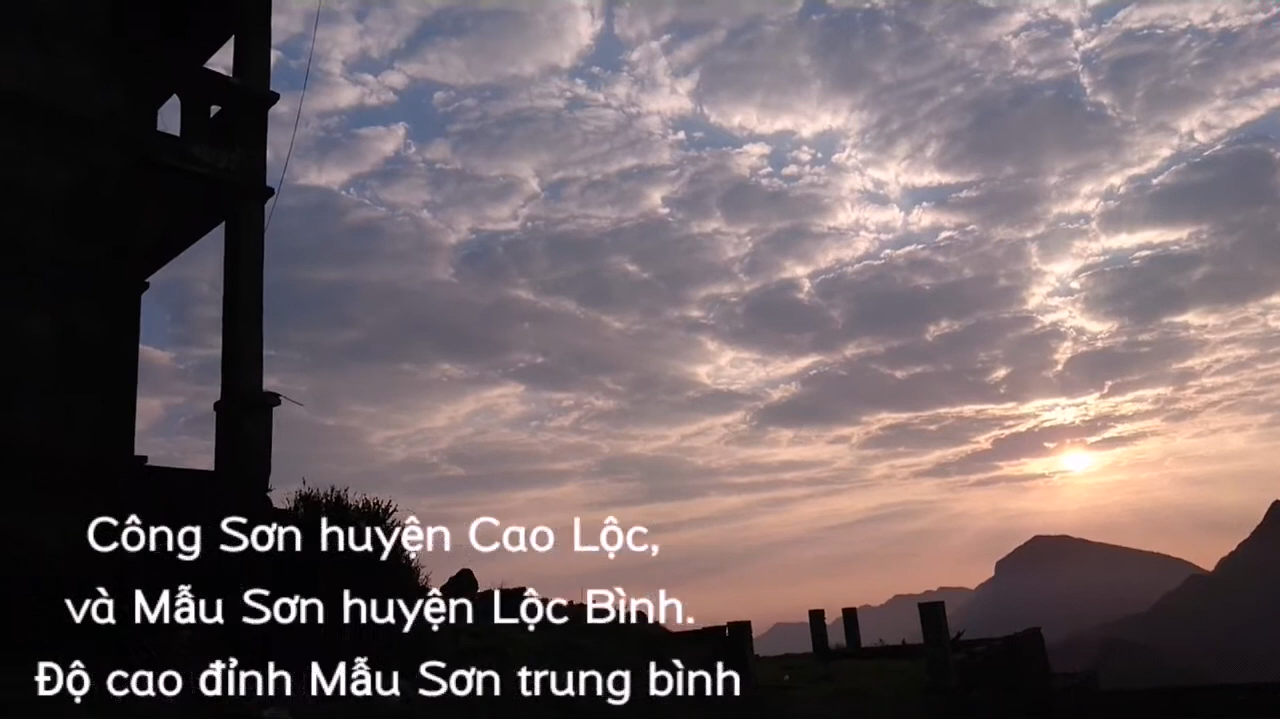 Công Sơn huyện Cao Lộc,
và Mẫu Sơn huyện Lộc Bình.
Độ cao đỉnh Mẫu Sơn trung bình